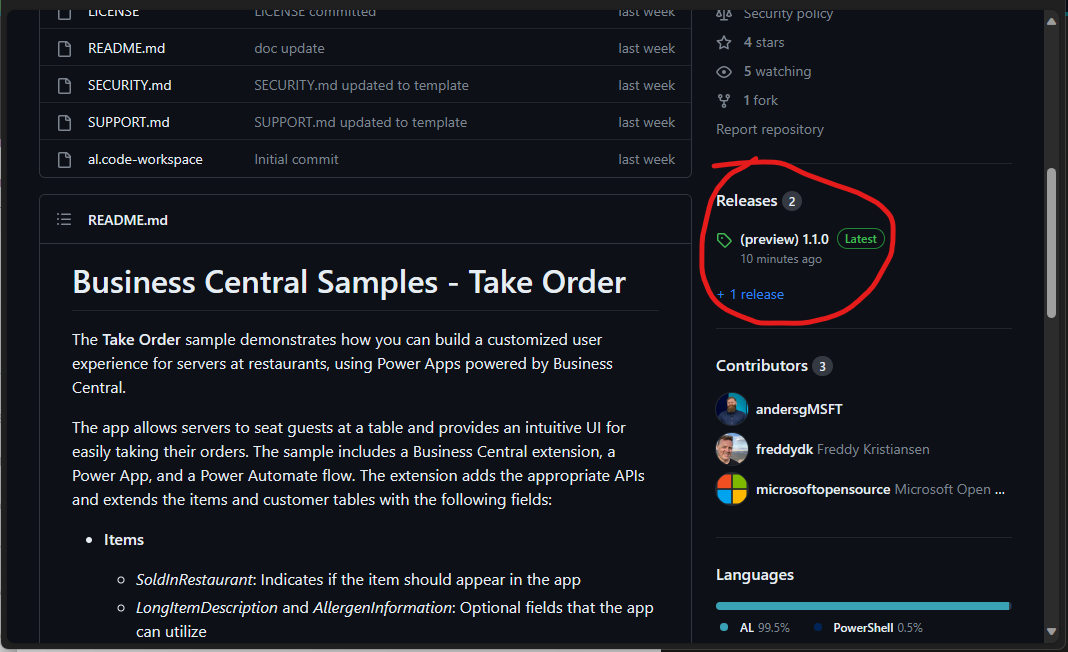 LICENSE LICENSE committed last week
README.md doc update last week
SECURITY.md SECURITY.md updated to template last week
SUPPORT.md SUPPORT.md updated to template last week
al.code-workspace Initial commit last week
README.md
Business Central Samples - Take Order
The Take Order sample demonstrates how you can build a customized user
experience for servers at restaurants, using Power Apps powered by Business
Central.
The app allows servers to seat guests at a table and provides an intuitive UI for
easily taking their orders. The sample includes a Business Central extension, a
Power App, and a Power Automate flow. The extension adds the appropriate APIs
and extends the items and customer tables with the following fields:
• Items
◦ SoldInRestaurant: Indicates if the item should appear in the app
◦ LongItemDescription and AllergenInformation: Optional fields that the app
can utilize
Security policy
4 stars
5 watching
1 fork
Report repository
Releases 2
(preview) 1.1.0 Latest
10 minutes ago
+ 1 release
Contributors 3
andersgMSFT
freddydk Freddy Kristiansen
microsoftopensource Microsoft Open ...
Languages
AL 99.5% PowerShell 0.5%